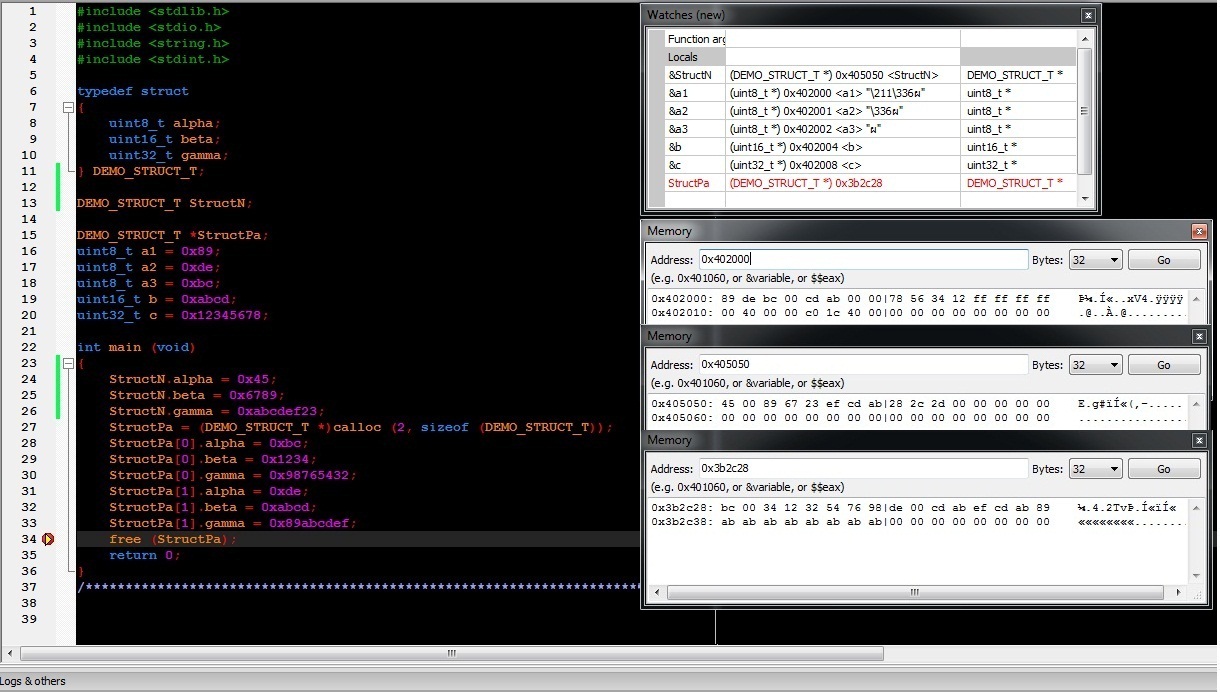 1 #include <stdlib.h>
2 #include <stdio.h>
3 #include <string.h>
4 #include <stdint.h>
5
6 typedef struct
7 {
8 uint8_t alpha;
9 uint16_t beta;
10 uint32_t gamma;
11 } DEMO_STRUCT_T;
12
13 DEMO_STRUCT_T StructN;
14
15 DEMO_STRUCT_T *StructPa;
16 uint8_t a1 = 0x89;
17 uint8_t a2 = 0xde;
18 uint8_t a3 = 0xbc;
19 uint16_t b = 0xabcd;
20 uint32_t c = 0x12345678;
21
22 int main (void)
23 {
24 StructN.alpha = 0x45;
25 StructN.beta = 0x6789;
26 StructN.gamma = 0xabcdef23;
27 StructPa = (DEMO_STRUCT_T *)calloc (2, sizeof (DEMO_STRUCT_T));
28 StructPa[0].alpha = 0xbc;
29 StructPa[0].beta = 0x1234;
30 StructPa[0].gamma = 0x98765432;
31 StructPa[1].alpha = 0xde;
32 StructPa[1].beta = 0xabcd;
33 StructPa[1].gamma = 0x89abcdef;
34 free (StructPa);
35 return 0;
36 }
37 /**********************************************************************
38
39
Logs & others
Watches (new)
Function arg
Locals
&StructN (DEMO_STRUCT_T *) 0x405050 <StructN> DEMO_STRUCT_T *
&a1 (uint8_t *) 0x402000 <a1> "\211\336ผ" uint8_t *
&a2 (uint8_t *) 0x402001 <a2> "\336ผ" uint8_t *
&a3 (uint8_t *) 0x402002 <a3> "ผ" uint8_t *
&b (uint16_t *) 0x402004 <b> uint16_t *
&c (uint32_t *) 0x402008 <c> uint32_t *
StructPa (DEMO_STRUCT_T *) 0x3b2c28 DEMO_STRUCT_T *
Memory
Address: 0x402000 Bytes: 32 Go
(e.g. 0x401060, or &variable, or $$eax)
0x402000: 89 de bc 00 cd ab 00 00|78 56 34 12 ff ff ff ff Þ¼.Í«..xV4.ÿÿÿÿ
0x402010: 00 40 00 00 c0 1c 40 00|00 00 00 00 00 00 00 00 .@..À.@.........
Memory
Address: 0x405050 Bytes: 32 Go
(e.g. 0x401060, or &variable, or $$eax)
0x405050: 45 00 89 67 23 ef cd ab|28 2c 2d 00 00 00 00 00 E.g#ïÍ«(,-.....
0x405060: 00 00 00 00 00 00 00 00|00 00 00 00 00 00 00 00 ................
Memory
Address: 0x3b2c28 Bytes: 32 Go
(e.g. 0x401060, or &variable, or $$eax)
0x3b2c28: bc 00 34 12 32 54 76 98|de 00 cd ab ef cd ab 89 ¼.4.2TvÞ.Í«ïÍ«
0x3b2c38: ab ab ab ab ab ab ab ab|00 00 00 00 00 00 00 00 ««««««««........